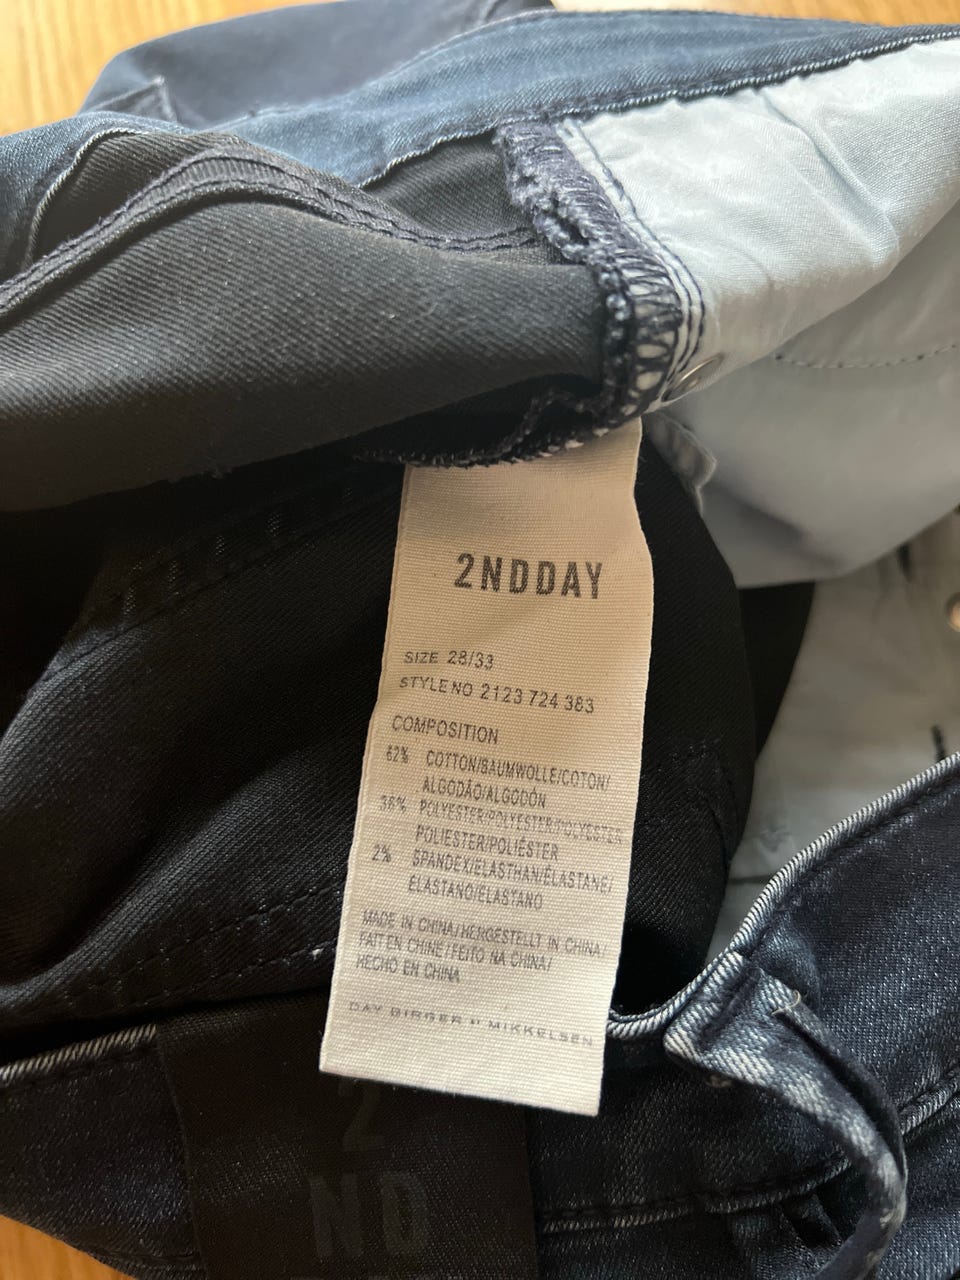 2NDDAY
SIZE 28/33
STYLE NO 2123 724 383
COMPOSITION
62% COTTON/BAUMWOLLE/COTON/
ALGODÃO/ALGODÓN
36% POLYESTER/POLYESTER/POLYESTER
POLIESTER/POLIÉSTER
2% SPANDEX/ELASTHAN/ÉLASTANE/
ELASTANO/ELASTANO
MADE IN CHINA/HERGESTELLT IN CHINA/
FAIT EN CHINE/FEITO NA CHINA/
HECHO EN CHINA
DAY BIRGER ET MIKKELSEN
2
ND